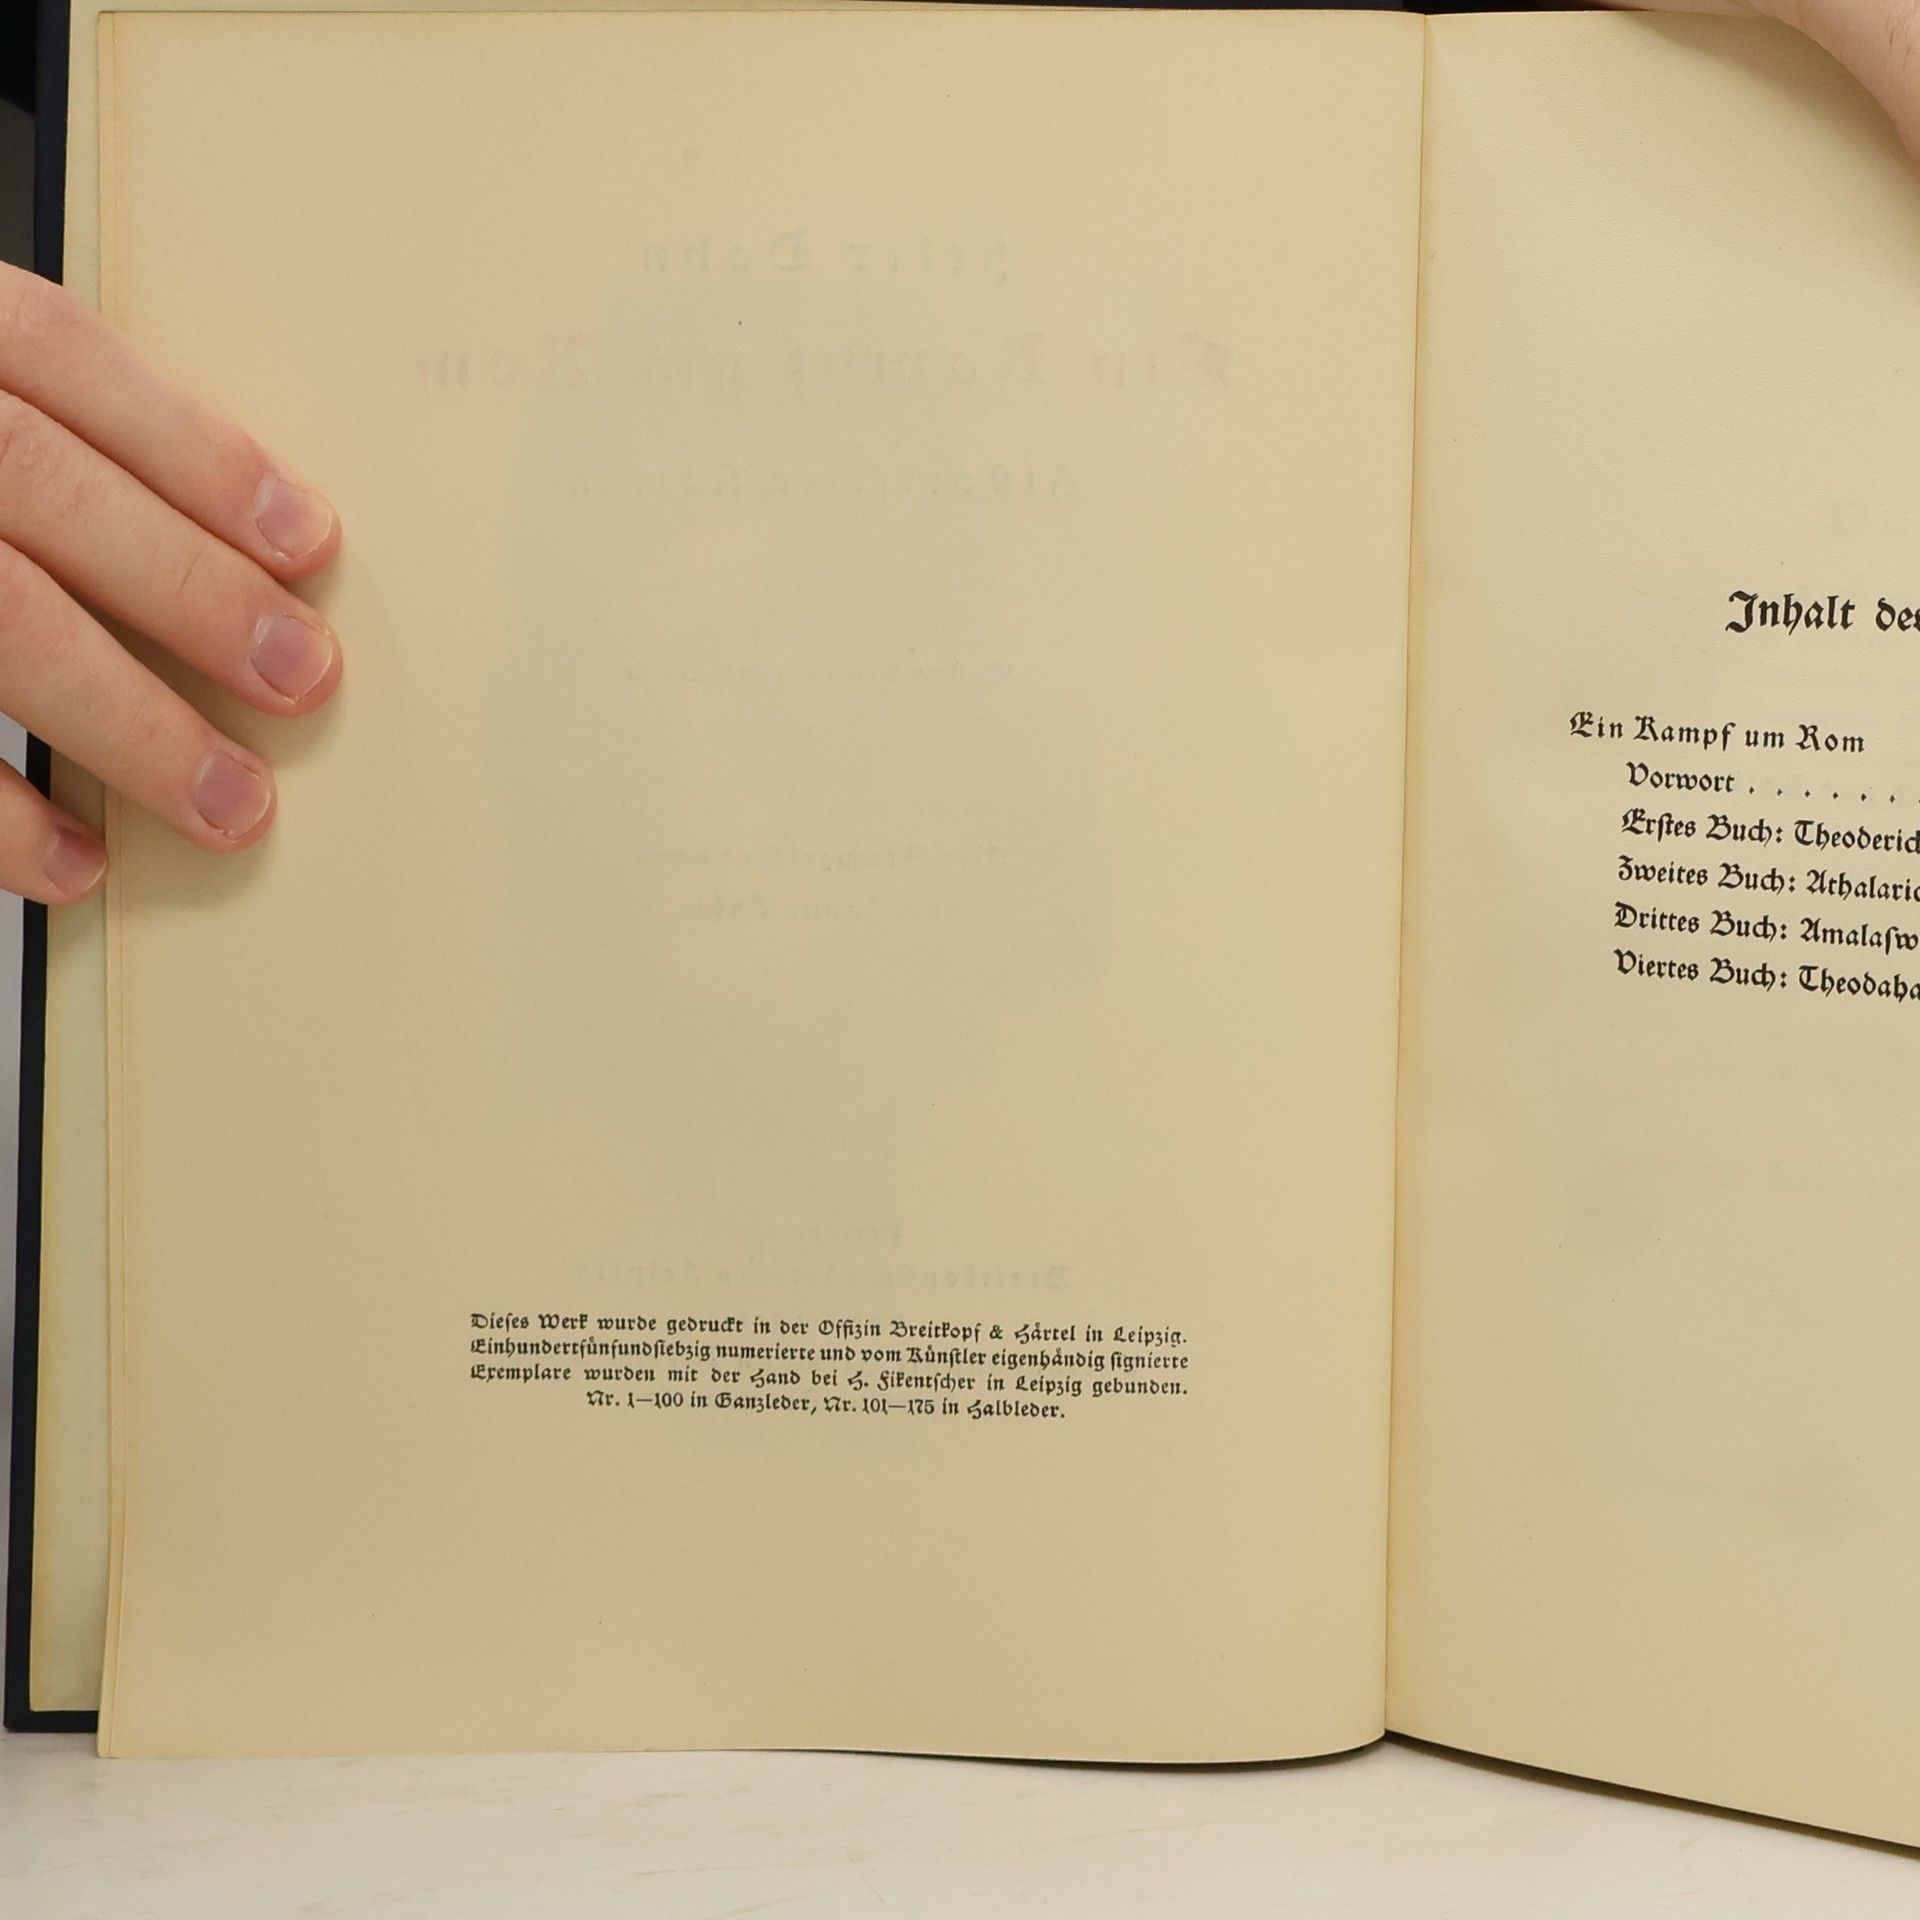 Dieſes Werk wurde gedruckt in der Offizin Breitkopf & Härtel in Leipzig.
Einhundertfünfundſiebzig numerierte und vom Künſtler eigenhändig ſignierte
Exemplare wurden mit der Hand bei H. Fikentſcher in Leipzig gebunden.
Nr. 1—100 in Ganzleder, Nr. 101—175 in Halbleder.
Inhalt des
Ein Kampf um Rom
Vorwort . . . . . .
Erſtes Buch: Theoderich
Zweites Buch: Athalaric
Drittes Buch: Amalaſw
Viertes Buch: Theodaha